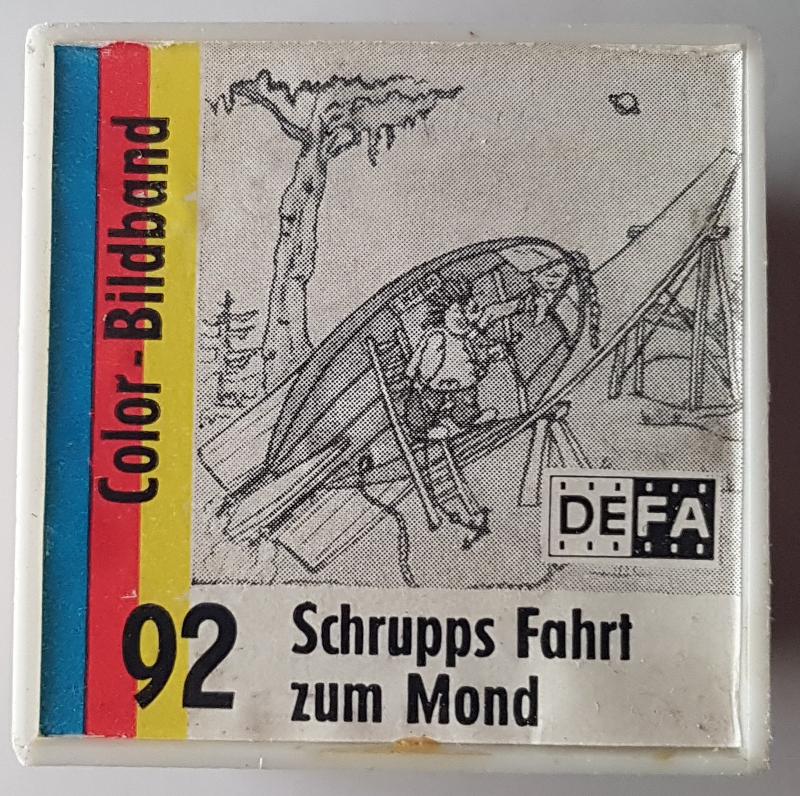 Color-Bildband
DEFA
92
Schrupps Fahrt
zum Mond